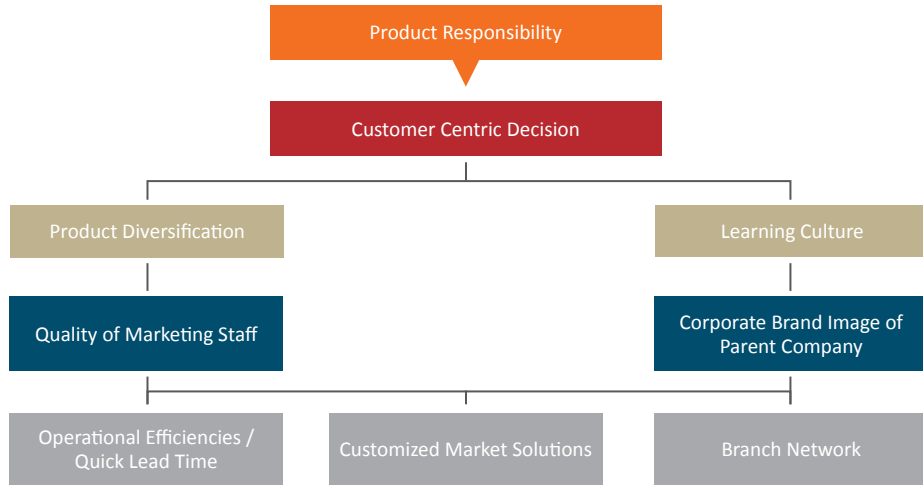 Product Responsibility
Customer Centric Decision
Product Diversification
Learning Culture
Quality of Marketing Staff
Corporate Brand Image of
Parent Company
Operational Efficiencies /
Quick Lead Time
Customized Market Solutions
Branch Network